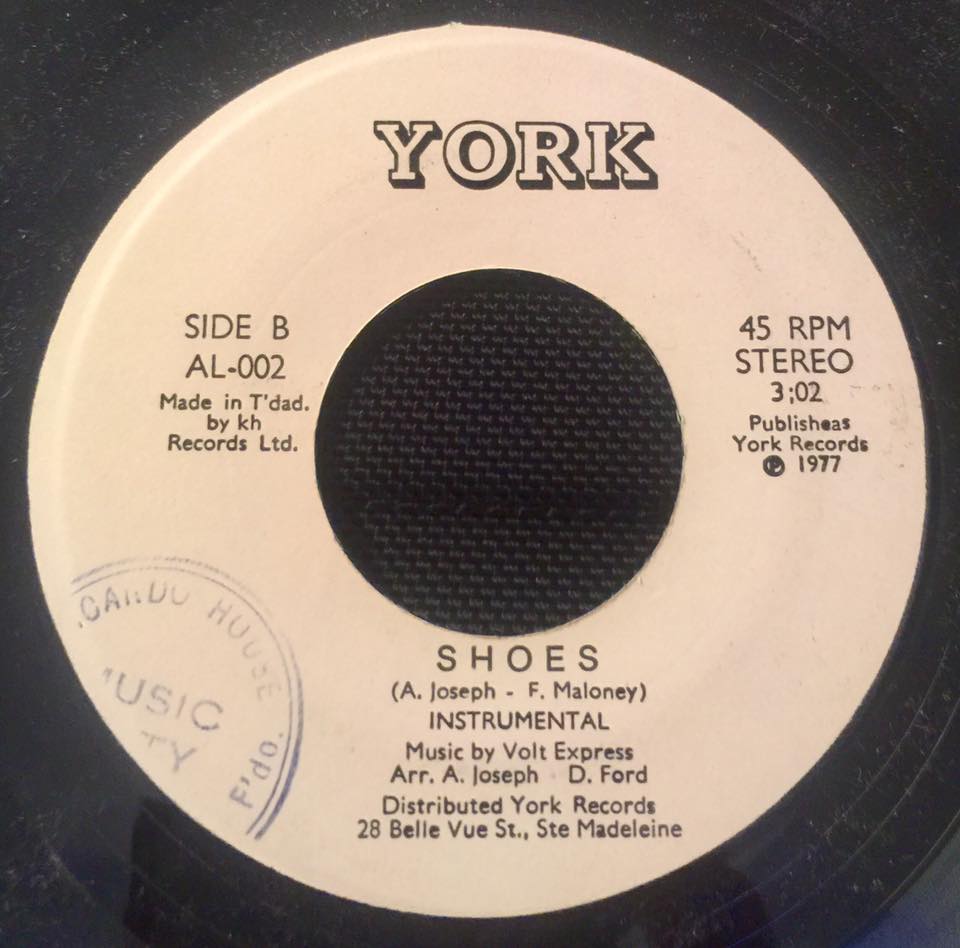 YORK
SIDE B
AL-002
Made in T'dad.
by kh
Records Ltd.
45 RPM
STEREO
3;02
Publisheas
York Records
℗ 1977
SHOES
(A. Joseph - F. Maloney)
INSTRUMENTAL
Music by Volt Express
Arr. A. Joseph D. Ford
Distributed York Records
28 Belle Vue St., Ste Madeleine
HOUSE
F'do.